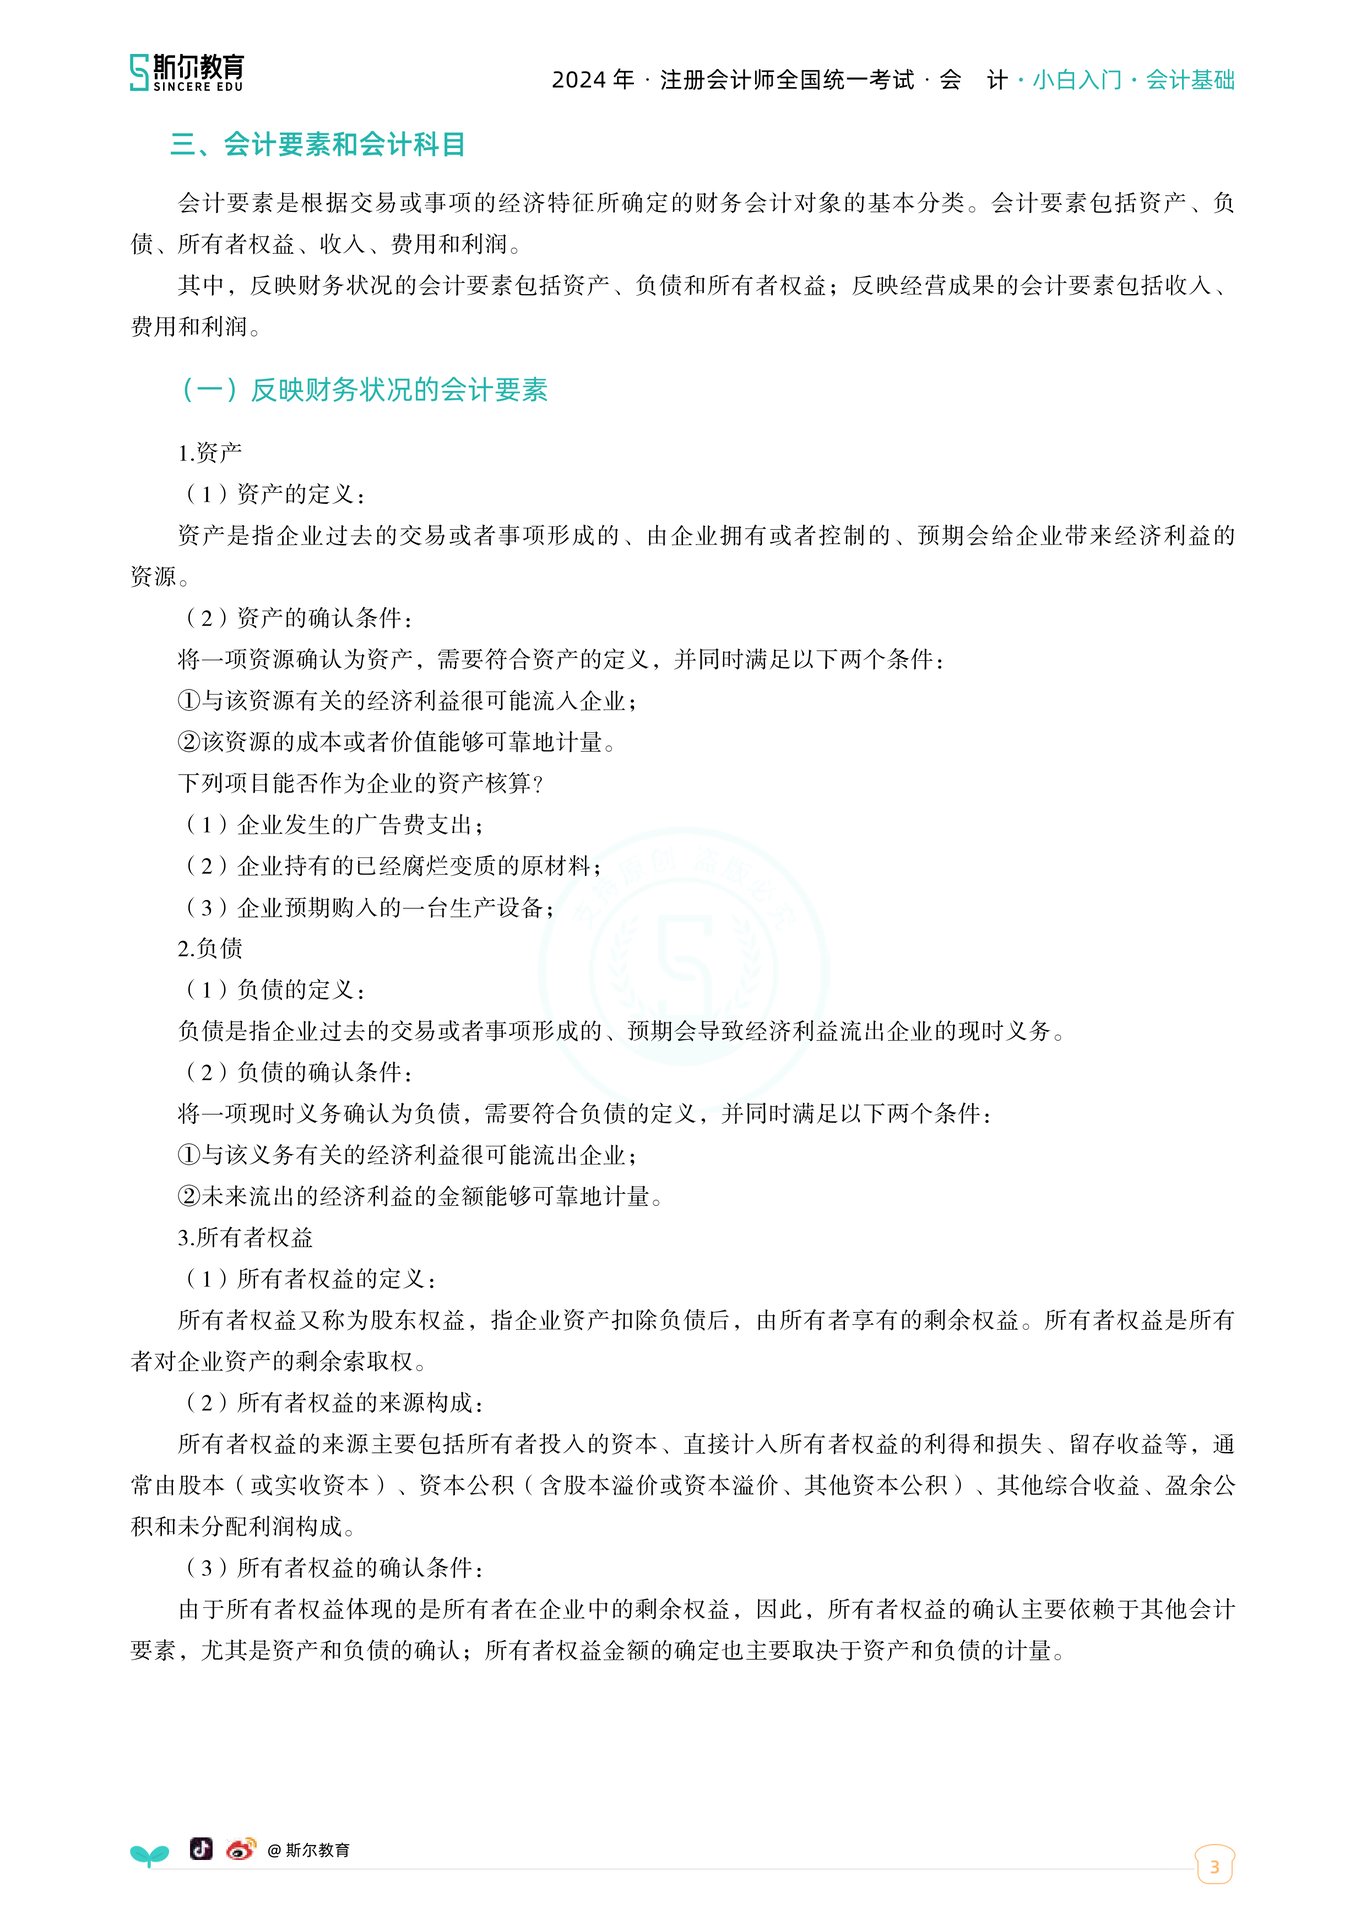 斯尔教育
SINCERE EDU
2024 年 · 注册会计师全国统一考试 · 会　计 · 小白入门 · 会计基础
三、会计要素和会计科目
会计要素是根据交易或事项的经济特征所确定的财务会计对象的基本分类。会计要素包括资产、负
债、所有者权益、收入、费用和利润。
其中，反映财务状况的会计要素包括资产、负债和所有者权益；反映经营成果的会计要素包括收入、
费用和利润。
（一）反映财务状况的会计要素
1.资产
（1）资产的定义：
资产是指企业过去的交易或者事项形成的、由企业拥有或者控制的、预期会给企业带来经济利益的
资源。
（2）资产的确认条件：
将一项资源确认为资产，需要符合资产的定义，并同时满足以下两个条件：
①与该资源有关的经济利益很可能流入企业；
②该资源的成本或者价值能够可靠地计量。
下列项目能否作为企业的资产核算？
（1）企业发生的广告费支出；
（2）企业持有的已经腐烂变质的原材料；
（3）企业预期购入的一台生产设备；
2.负债
（1）负债的定义：
负债是指企业过去的交易或者事项形成的、预期会导致经济利益流出企业的现时义务。
（2）负债的确认条件：
将一项现时义务确认为负债，需要符合负债的定义，并同时满足以下两个条件：
①与该义务有关的经济利益很可能流出企业；
②未来流出的经济利益的金额能够可靠地计量。
3.所有者权益
（1）所有者权益的定义：
所有者权益又称为股东权益，指企业资产扣除负债后，由所有者享有的剩余权益。所有者权益是所有
者对企业资产的剩余索取权。
（2）所有者权益的来源构成：
所有者权益的来源主要包括所有者投入的资本、直接计入所有者权益的利得和损失、留存收益等，通
常由股本（或实收资本）、资本公积（含股本溢价或资本溢价、其他资本公积）、其他综合收益、盈余公
积和未分配利润构成。
（3）所有者权益的确认条件：
由于所有者权益体现的是所有者在企业中的剩余权益，因此，所有者权益的确认主要依赖于其他会计
要素，尤其是资产和负债的确认；所有者权益金额的确定也主要取决于资产和负债的计量。
@ 斯尔教育
3